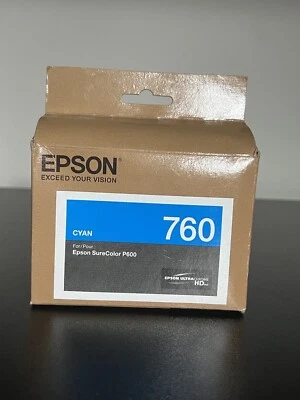 EPSON
EXCEED YOUR VISION
CYAN
760
For/Pour
Epson SureColor P600
EPSON ULTRACHROME
HD